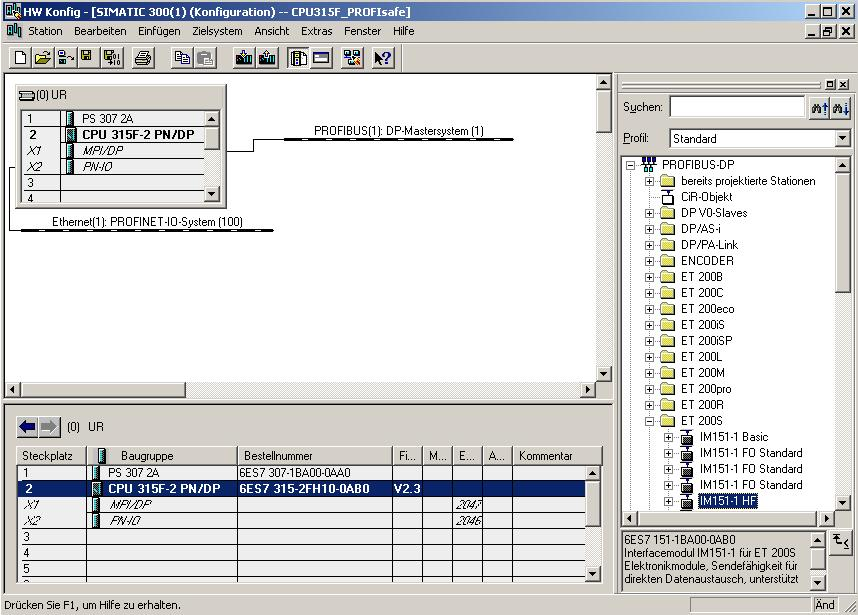 HW Konfig - [SIMATIC 300(1) (Konfiguration) -- CPU315F_PROFIsafe]
Station Bearbeiten Einfügen Zielsystem Ansicht Extras Fenster Hilfe
(0) UR
1 PS 307 2A
2 CPU 315F-2 PN/DP
X1 MPI/DP
X2 PN-IO
3
4
PROFIBUS(1): DP-Mastersystem (1)
Ethernet(1): PROFINET-IO-System (100)
Suchen:
Profil: Standard
PROFIBUS-DP
bereits projektierte Stationen
CiR-Objekt
DP V0-Slaves
DP/AS-i
DP/PA-Link
ENCODER
ET 200B
ET 200C
ET 200eco
ET 200iS
ET 200iSP
ET 200L
ET 200M
ET 200pro
ET 200R
ET 200S
IM151-1 Basic
IM151-1 FO Standard
IM151-1 FO Standard
IM151-1 FO Standard
IM151-1 HF
6ES7 151-1BA00-0AB0
Interfacemodul IM151-1 für ET 200S
Elektronikmodule, Sendefähigkeit für
direkten Datenaustausch, unterstützt
(0) UR
Steckplatz Baugruppe Bestellnummer Fi... M... E... A... Kommentar
1 PS 307 2A 6ES7 307-1BA00-0AA0
2 CPU 315F-2 PN/DP 6ES7 315-2FH10-0AB0 V2.3
X1 MPI/DP 2047
X2 PN-IO 2046
3
4
5
Drücken Sie F1, um Hilfe zu erhalten.
Änd